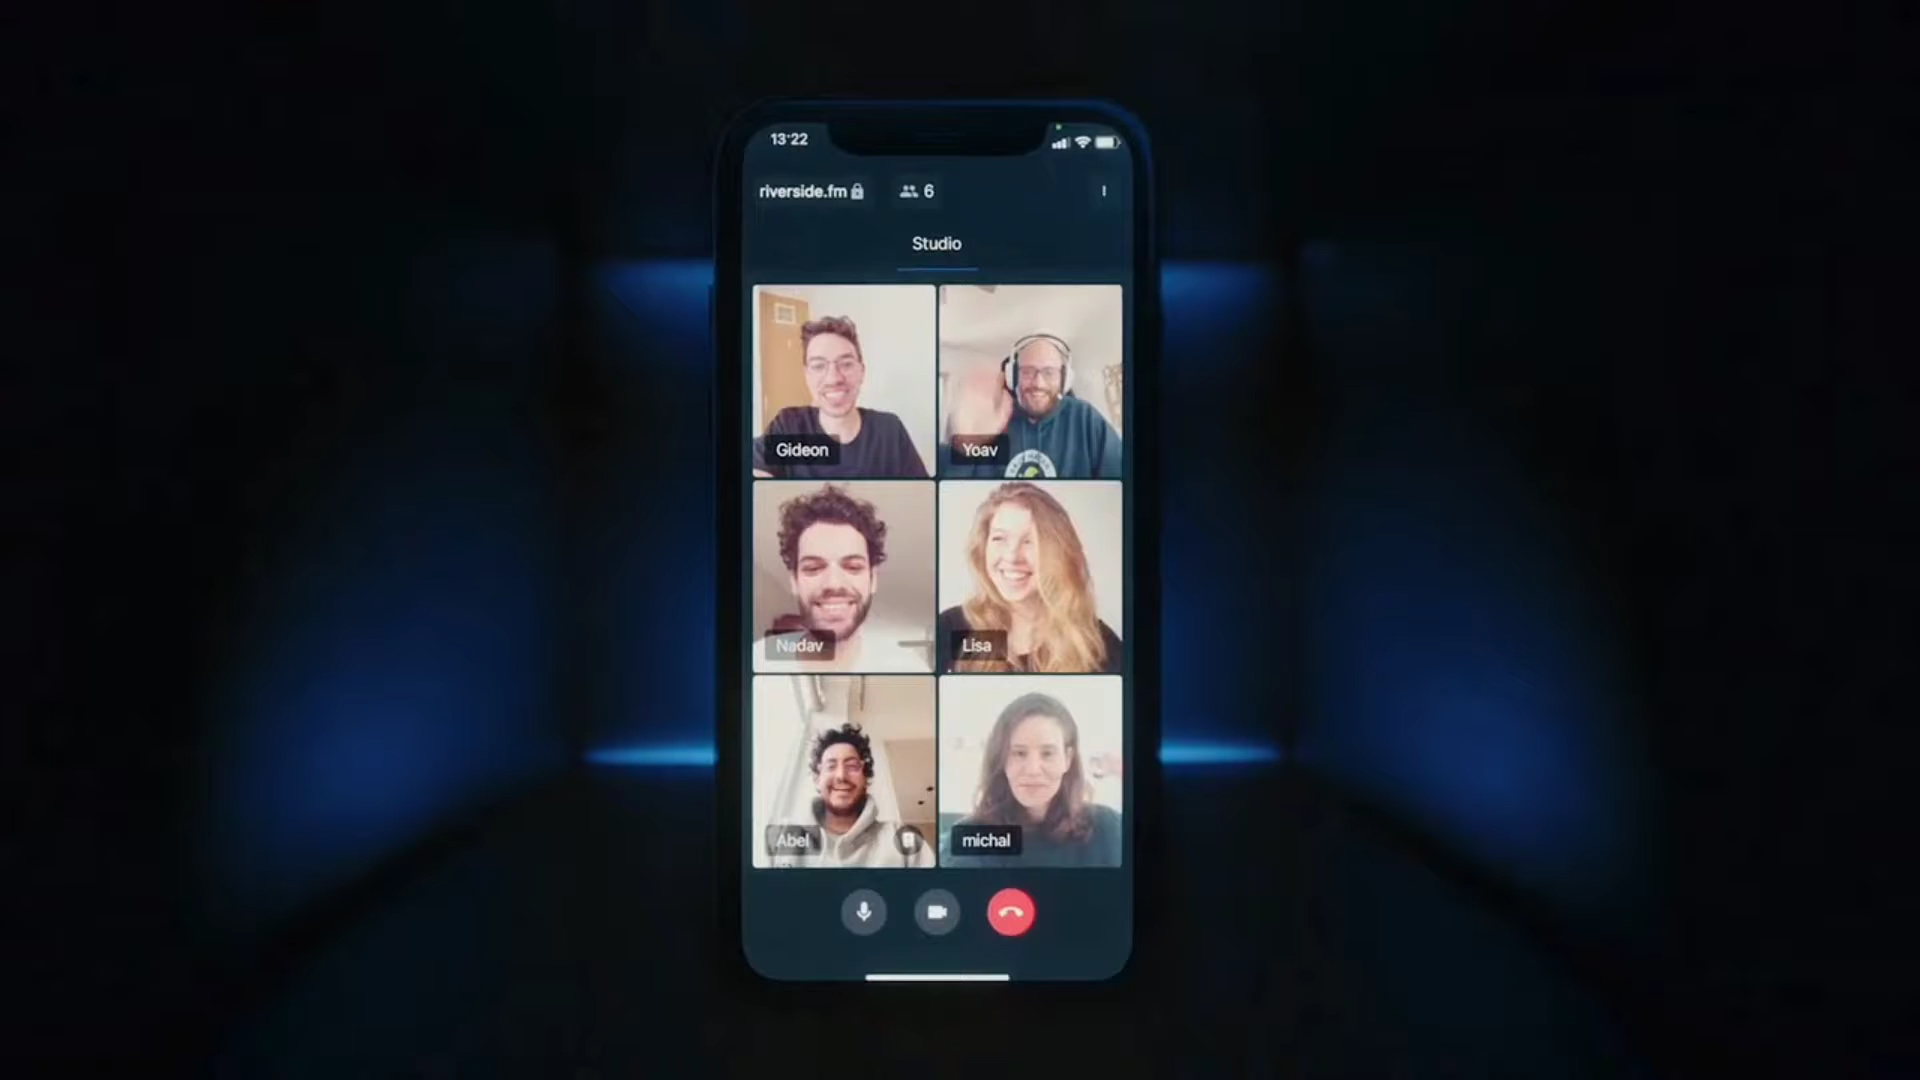 13:22
riverside.fm 6
Studio
Gideon
Yoav
Nadav
Lisa
Abel
michal